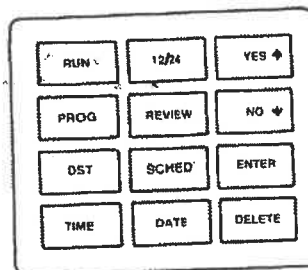 RUN 12/24 YES ↑
PROG REVIEW NO ↓
DST SCHED ENTER
TIME DATE DELETE